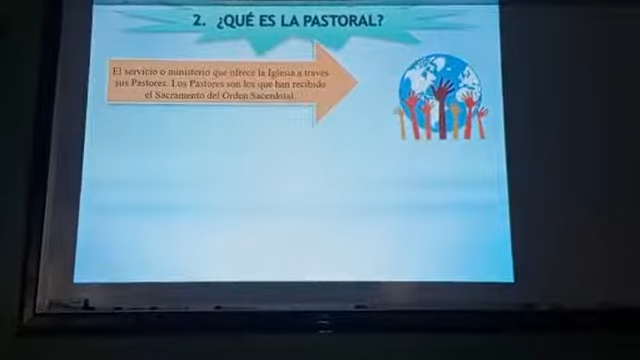 2. ¿QUÉ ES LA PASTORAL?
El servicio o ministerio que ofrece la Iglesia a través
sus Pastores. Los Pastores son los que han recibido
el Sacramento del Orden Sacerdotal.